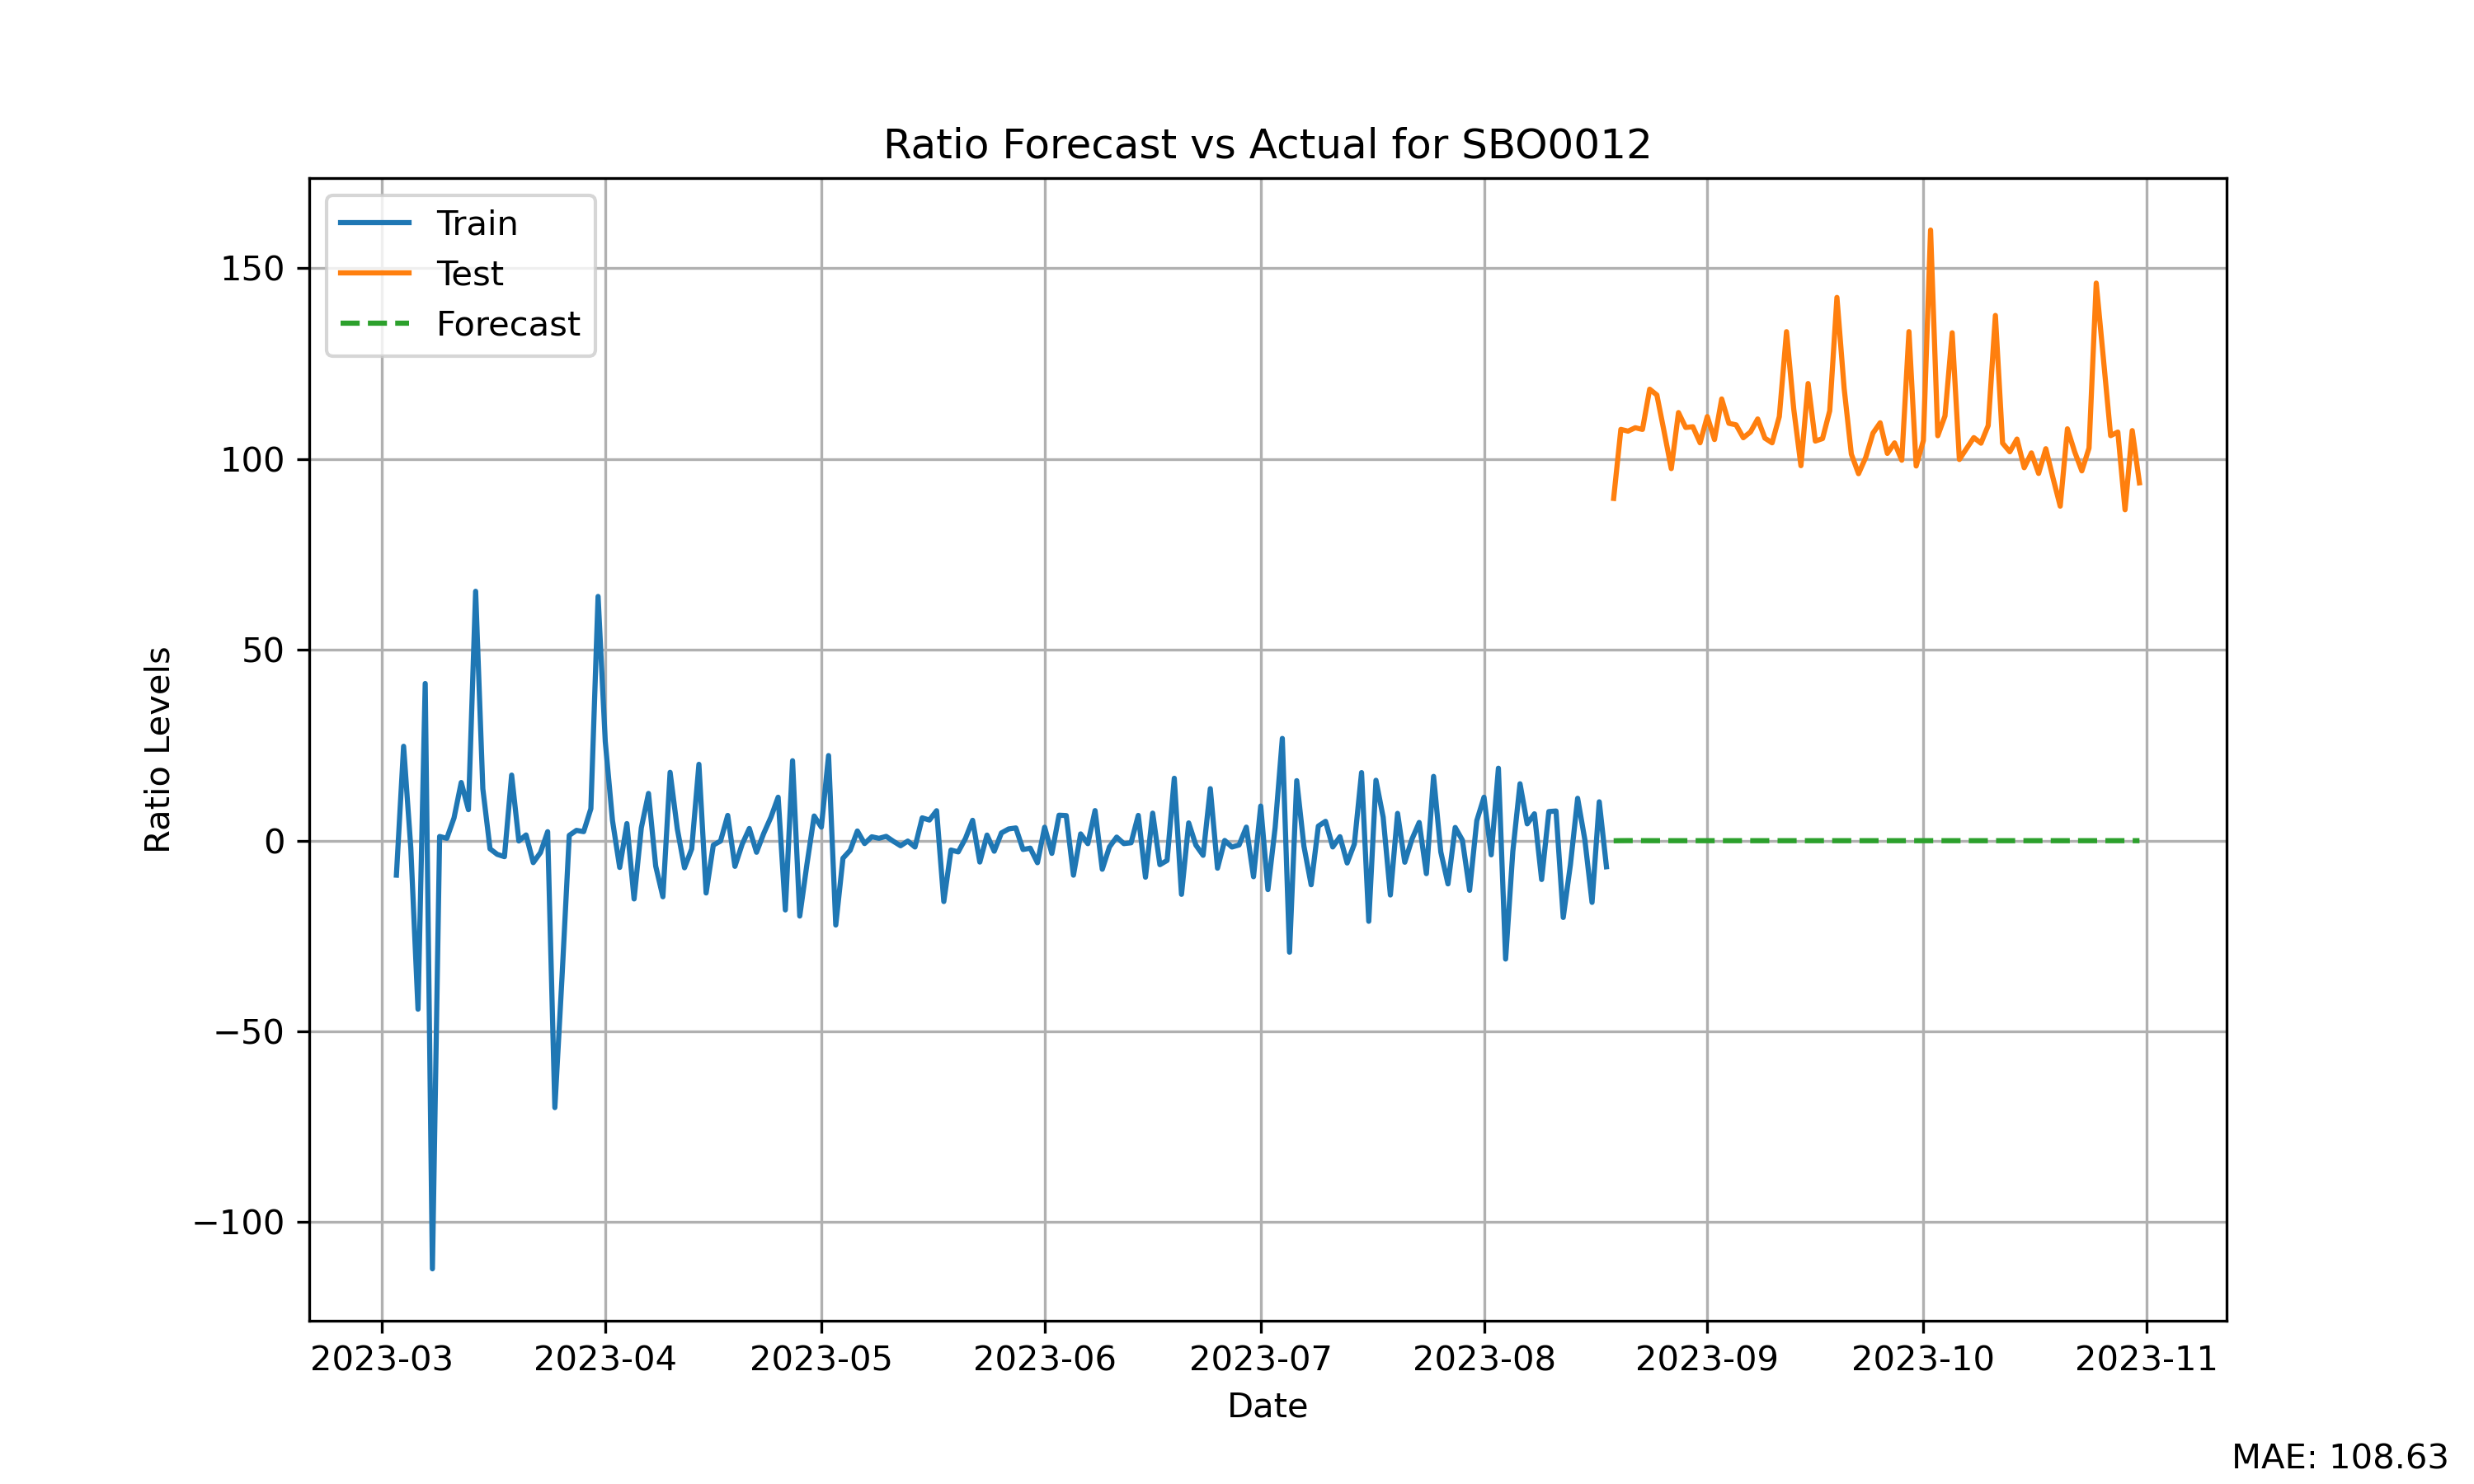 Ratio Forecast vs Actual for SBO0012
Train
Test
Forecast
150
100
50
0
−50
−100
Ratio Levels
2023-03 2023-04 2023-05 2023-06 2023-07 2023-08 2023-09 2023-10 2023-11
Date
MAE: 108.63